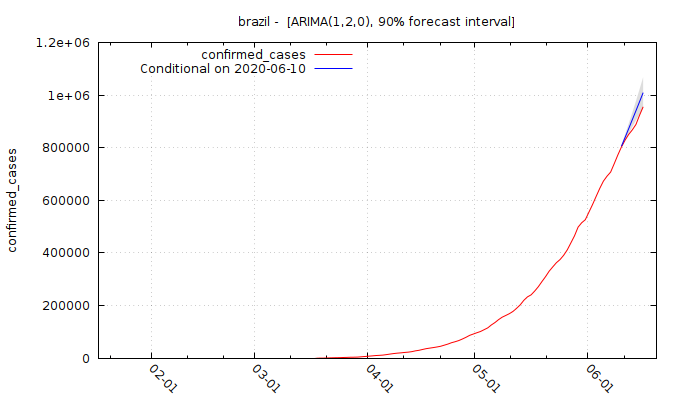 brazil -  [ARIMA(1,2,0), 90% forecast interval]
1.2e+06
confirmed_cases
Conditional on 2020-06-10
1e+06
800000
600000
400000
200000
0
confirmed_cases
02-01
03-01
04-01
05-01
06-01